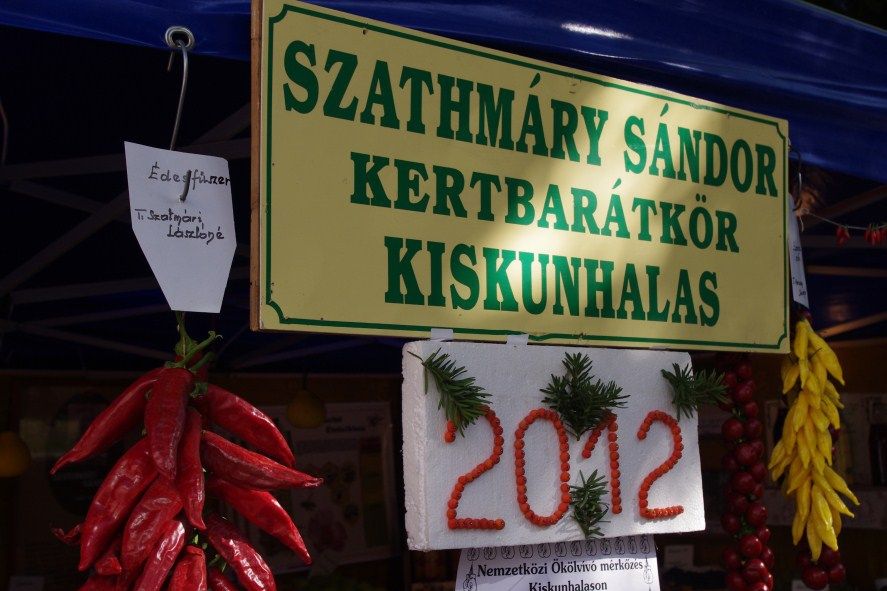 Édesfűszer
T. Szatmári
Lászlóné
SZATHMÁRY SÁNDOR
KERTBARÁTKÖR
KISKUNHALAS
2012
Nemzetközi Ökölvívó mérkőzés
Kiskunhalason